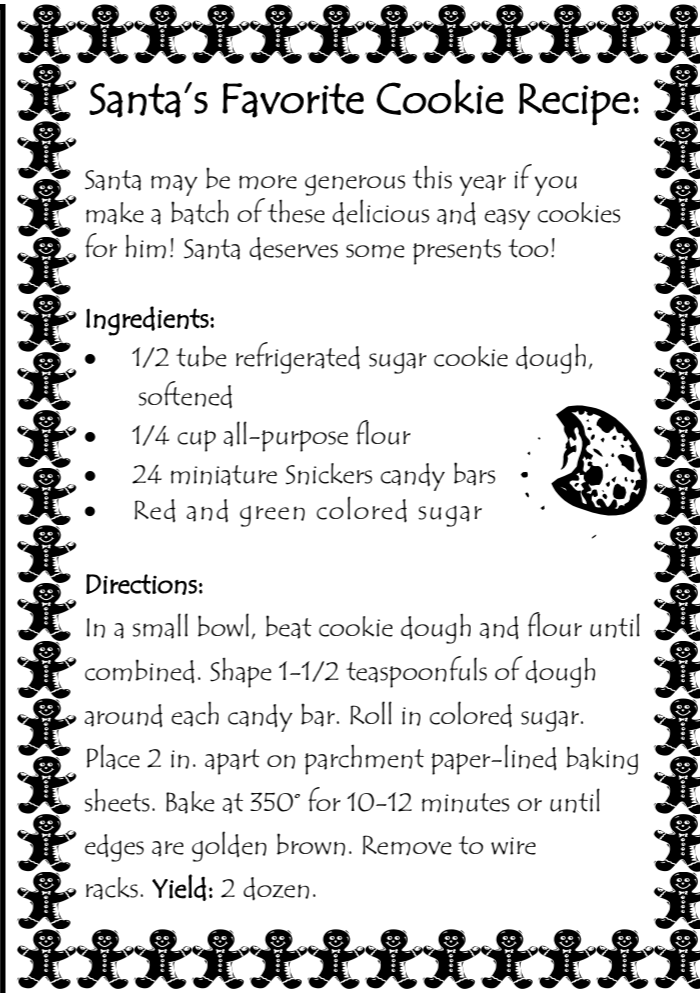 Santa's Favorite Cookie Recipe:
Santa may be more generous this year if you
make a batch of these delicious and easy cookies
for him! Santa deserves some presents too!
Ingredients:
• 1/2 tube refrigerated sugar cookie dough,
softened
• 1/4 cup all-purpose flour
• 24 miniature Snickers candy bars
• Red and green colored sugar
Directions:
In a small bowl, beat cookie dough and flour until
combined. Shape 1-1/2 teaspoonfuls of dough
around each candy bar. Roll in colored sugar.
Place 2 in. apart on parchment paper-lined baking
sheets. Bake at 350° for 10-12 minutes or until
edges are golden brown. Remove to wire
racks. Yield: 2 dozen.